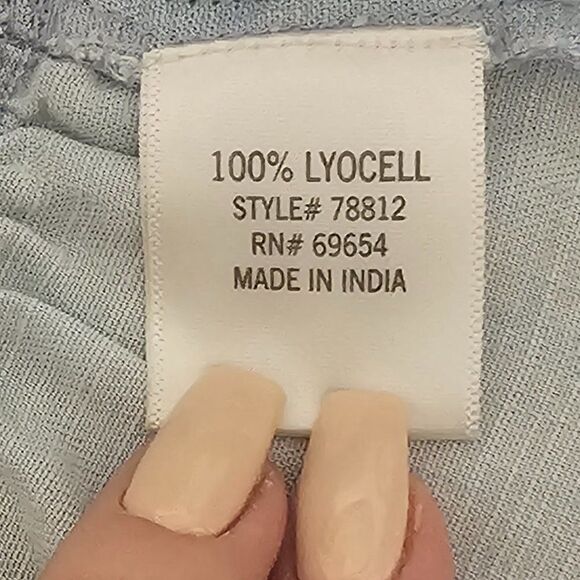 100% LYOCELL
STYLE# 78812
RN# 69654
MADE IN INDIA